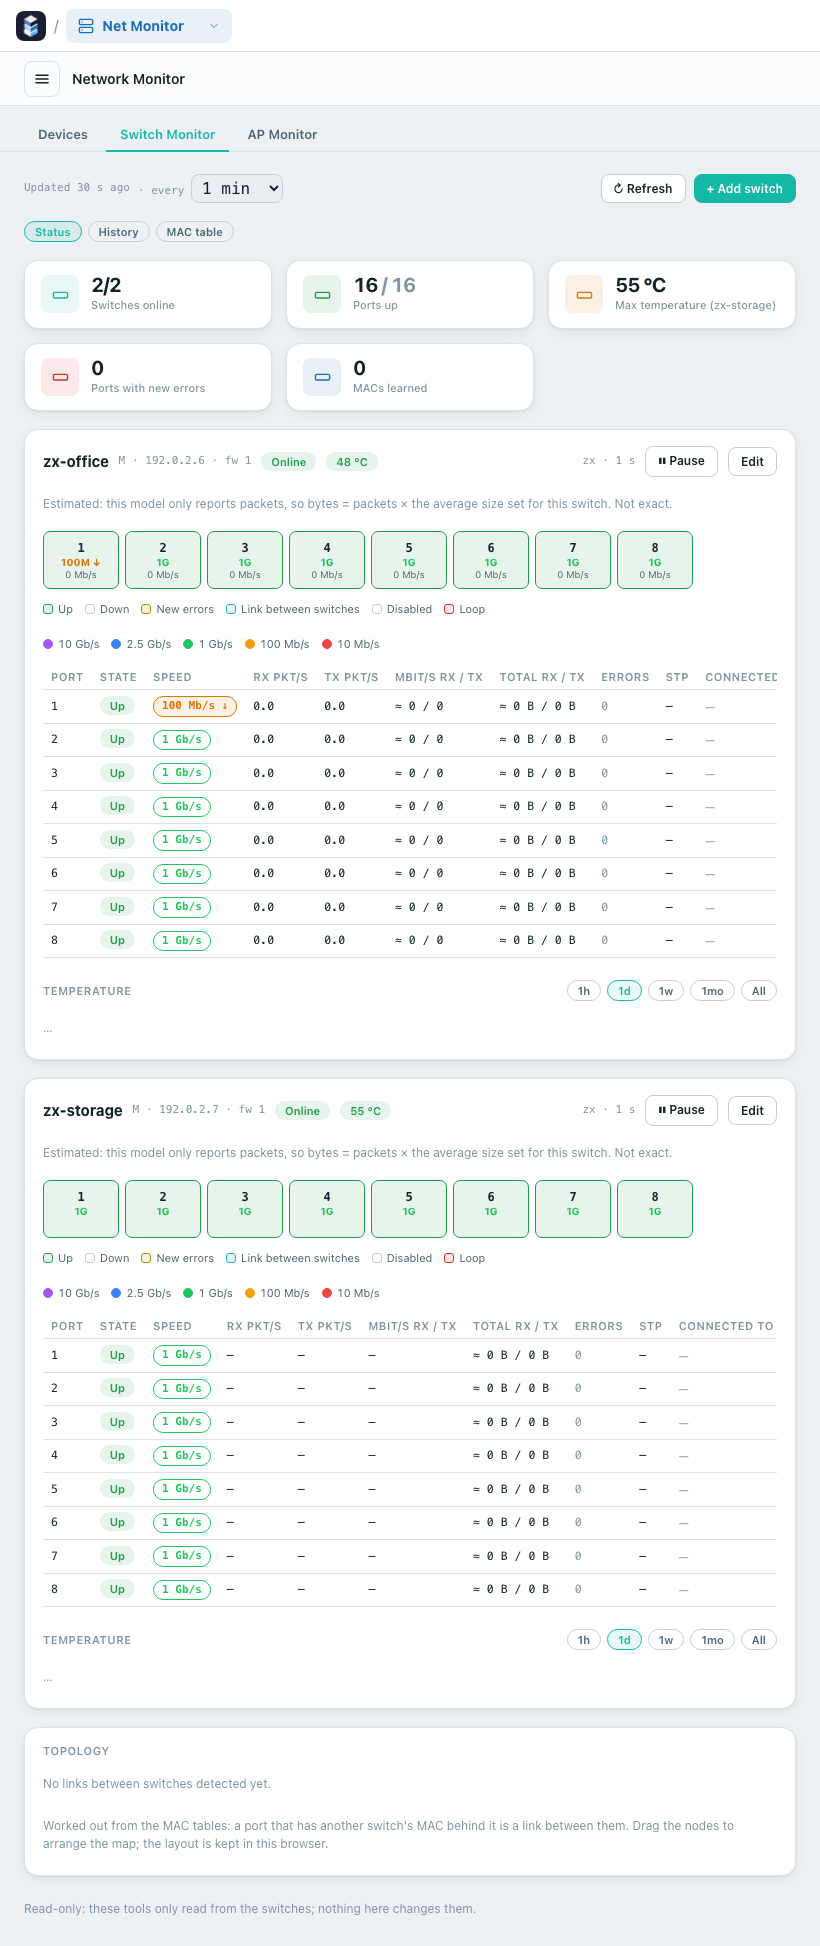 / Net Monitor
Network Monitor
Devices Switch Monitor AP Monitor
Updated 30 s ago · every 1 min ↻ Refresh + Add switch
Status History MAC table
2/2
Switches online
16 / 16
Ports up
55 °C
Max temperature (zx-storage)
0
Ports with new errors
0
MACs learned
zx-office M · 192.0.2.6 · fw 1 Online 48 °C zx · 1 s Pause Edit
Estimated: this model only reports packets, so bytes = packets × the average size set for this switch. Not exact.
1 2 3 4 5 6 7 8
100M ↓ 1G 1G 1G 1G 1G 1G 1G
0 Mb/s 0 Mb/s 0 Mb/s 0 Mb/s 0 Mb/s 0 Mb/s 0 Mb/s 0 Mb/s
Up Down New errors Link between switches Disabled Loop
10 Gb/s 2.5 Gb/s 1 Gb/s 100 Mb/s 10 Mb/s
PORT STATE SPEED RX PKT/S TX PKT/S MBIT/S RX / TX TOTAL RX / TX ERRORS STP CONNECTED
1 Up 100 Mb/s ↓ 0.0 0.0 ≈ 0 / 0 ≈ 0 B / 0 B 0 — —
2 Up 1 Gb/s 0.0 0.0 ≈ 0 / 0 ≈ 0 B / 0 B 0 — —
3 Up 1 Gb/s 0.0 0.0 ≈ 0 / 0 ≈ 0 B / 0 B 0 — —
4 Up 1 Gb/s 0.0 0.0 ≈ 0 / 0 ≈ 0 B / 0 B 0 — —
5 Up 1 Gb/s 0.0 0.0 ≈ 0 / 0 ≈ 0 B / 0 B 0 — —
6 Up 1 Gb/s 0.0 0.0 ≈ 0 / 0 ≈ 0 B / 0 B 0 — —
7 Up 1 Gb/s 0.0 0.0 ≈ 0 / 0 ≈ 0 B / 0 B 0 — —
8 Up 1 Gb/s 0.0 0.0 ≈ 0 / 0 ≈ 0 B / 0 B 0 — —
TEMPERATURE 1h 1d 1w 1mo All
...
zx-storage M · 192.0.2.7 · fw 1 Online 55 °C zx · 1 s Pause Edit
Estimated: this model only reports packets, so bytes = packets × the average size set for this switch. Not exact.
1 2 3 4 5 6 7 8
1G 1G 1G 1G 1G 1G 1G 1G
Up Down New errors Link between switches Disabled Loop
10 Gb/s 2.5 Gb/s 1 Gb/s 100 Mb/s 10 Mb/s
PORT STATE SPEED RX PKT/S TX PKT/S MBIT/S RX / TX TOTAL RX / TX ERRORS STP CONNECTED TO
1 Up 1 Gb/s — — — ≈ 0 B / 0 B 0 — —
2 Up 1 Gb/s — — — ≈ 0 B / 0 B 0 — —
3 Up 1 Gb/s — — — ≈ 0 B / 0 B 0 — —
4 Up 1 Gb/s — — — ≈ 0 B / 0 B 0 — —
5 Up 1 Gb/s — — — ≈ 0 B / 0 B 0 — —
6 Up 1 Gb/s — — — ≈ 0 B / 0 B 0 — —
7 Up 1 Gb/s — — — ≈ 0 B / 0 B 0 — —
8 Up 1 Gb/s — — — ≈ 0 B / 0 B 0 — —
TEMPERATURE 1h 1d 1w 1mo All
...
TOPOLOGY
No links between switches detected yet.
Worked out from the MAC tables: a port that has another switch's MAC behind it is a link between them. Drag the nodes to
arrange the map; the layout is kept in this browser.
Read-only: these tools only read from the switches; nothing here changes them.